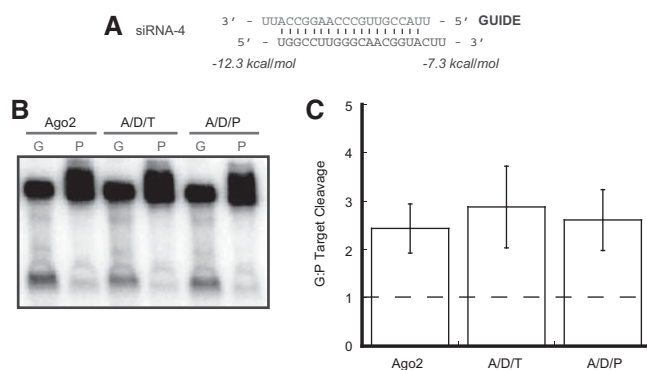 A
siRNA-4
3' - UUACCGGAACCCGUUGCCAUU - 5' GUIDE
5' - UGGCCUUGGGCAACGGUACUU - 3'
-12.3 kcal/mol -7.3 kcal/mol
B
Ago2 A/D/T A/D/P
G P G P G P
C
G:P Target Cleavage
5
4
3
2
1
0
Ago2 A/D/T A/D/P